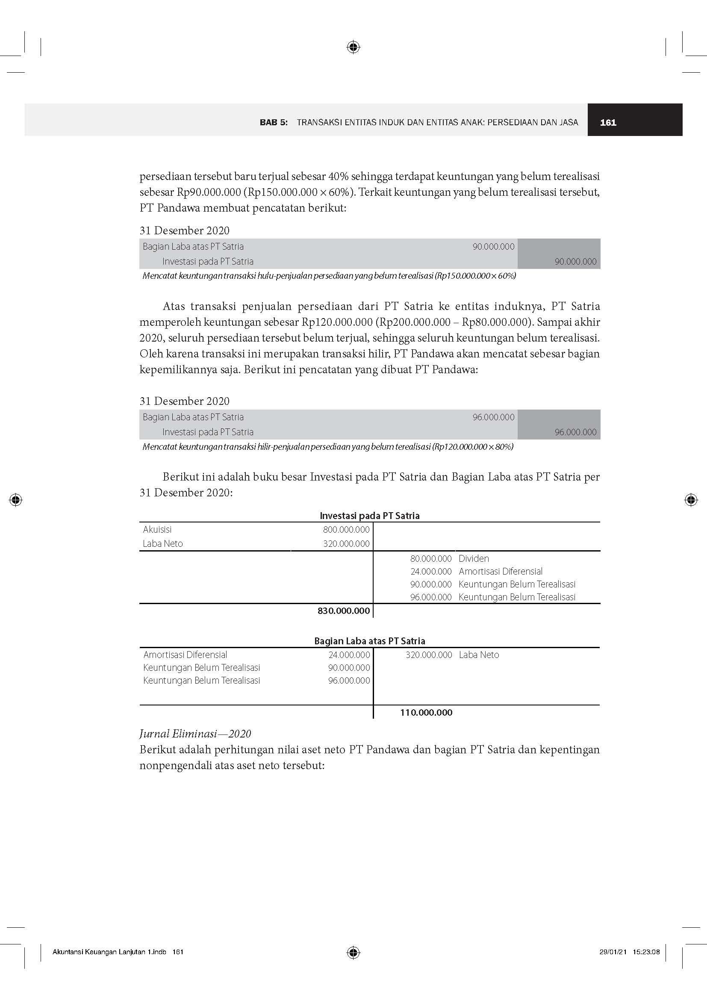 BAB 5: TRANSAKSI ENTITAS INDUK DAN ENTITAS ANAK: PERSEDIAAN DAN JASA 161
persediaan tersebut baru terjual sebesar 40% sehingga terdapat keuntungan yang belum terealisasi
sebesar Rp90.000.000 (Rp150.000.000 × 60%). Terkait keuntungan yang belum terealisasi tersebut,
PT Pandawa membuat pencatatan berikut:
31 Desember 2020
Bagian Laba atas PT Satria 90.000.000
Investasi pada PT Satria 90.000.000
Mencatat keuntungan transaksi hulu-penjualan persediaan yang belum terealisasi (Rp150.000.000 × 60%)
Atas transaksi penjualan persediaan dari PT Satria ke entitas induknya, PT Satria
memperoleh keuntungan sebesar Rp120.000.000 (Rp200.000.000 – Rp80.000.000). Sampai akhir
2020, seluruh persediaan tersebut belum terjual, sehingga seluruh keuntungan belum terealisasi.
Oleh karena transaksi ini merupakan transaksi hilir, PT Pandawa akan mencatat sebesar bagian
kepemilikannya saja. Berikut ini pencatatan yang dibuat PT Pandawa:
31 Desember 2020
Bagian Laba atas PT Satria 96.000.000
Investasi pada PT Satria 96.000.000
Mencatat keuntungan transaksi hilir-penjualan persediaan yang belum terealisasi (Rp120.000.000 × 80%)
Berikut ini adalah buku besar Investasi pada PT Satria dan Bagian Laba atas PT Satria per
31 Desember 2020:
Investasi pada PT Satria
Akuisisi 800.000.000
Laba Neto 320.000.000
80.000.000 Dividen
24.000.000 Amortisasi Diferensial
90.000.000 Keuntungan Belum Terealisasi
96.000.000 Keuntungan Belum Terealisasi
830.000.000
Bagian Laba atas PT Satria
Amortisasi Diferensial 24.000.000 320.000.000 Laba Neto
Keuntungan Belum Terealisasi 90.000.000
Keuntungan Belum Terealisasi 96.000.000
110.000.000
Jurnal Eliminasi—2020
Berikut adalah perhitungan nilai aset neto PT Pandawa dan bagian PT Satria dan kepentingan
nonpengendali atas aset neto tersebut:
Akuntansi Keuangan Lanjutan 1.indb 161 29/01/21 15:23:08